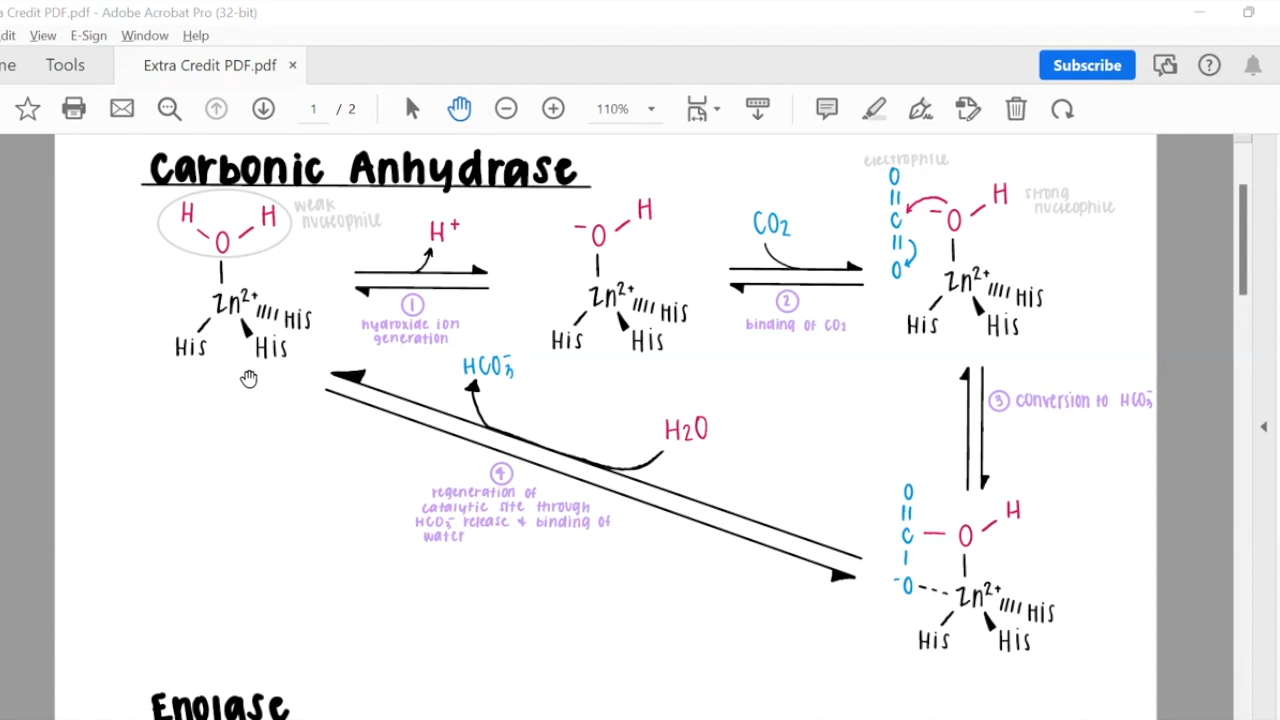 a Credit PDF.pdf - Adobe Acrobat Pro (32-bit)
dit View E-Sign Window Help
ne Tools Extra Credit PDF.pdf × Subscribe
1 / 2 110%
Carbonic Anhydrase
H H
O
weak
nucleophile
Zn2+
His
His
His
H+
1
hydroxide ion
generation
-O H
Zn2+
His
His
His
CO2
2
binding of CO2
electrophile
O
C
O
-O H
strong
nucleophile
Zn2+
His
His
His
3 conversion to HCO3-
HCO3-
H2O
4
regeneration of
catalytic site through
HCO3- release & binding of
water
O
C O H
-O
Zn2+
His
His
His
Enolase